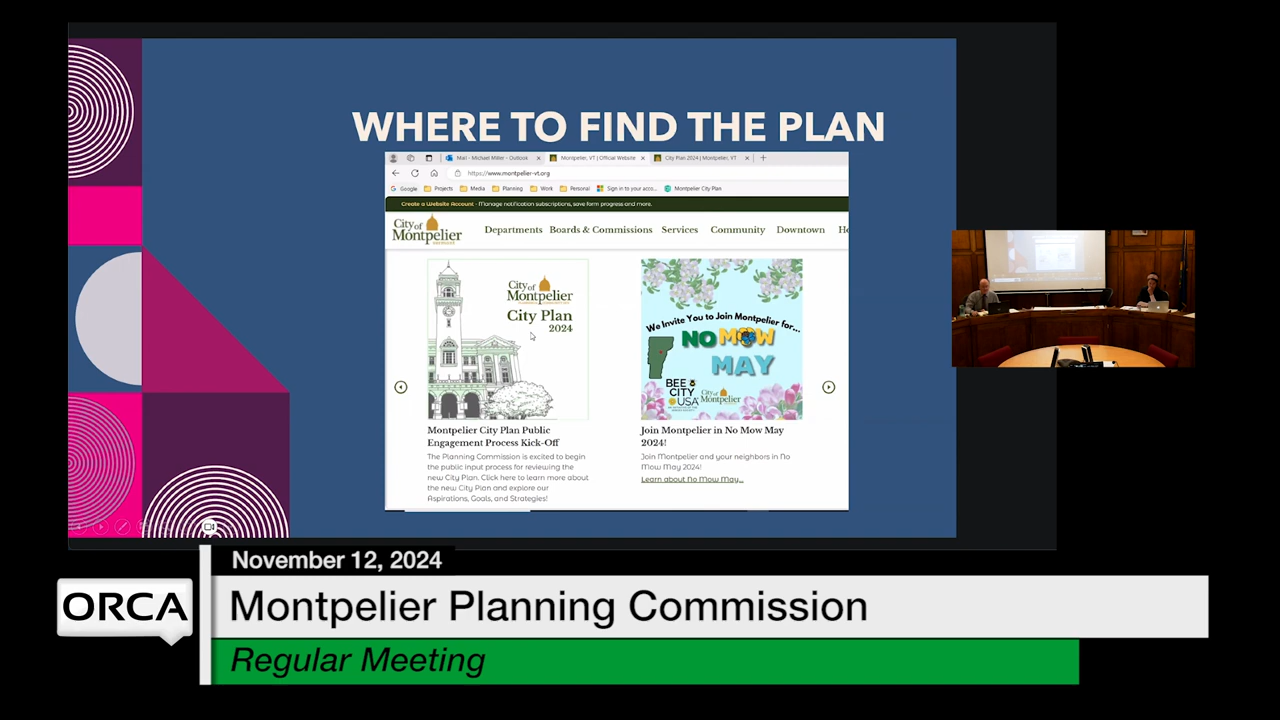 WHERE TO FIND THE PLAN
Mail - Michael Miller - Outlook
Montpelier, VT | Official Website
City Plan 2024 | Montpelier, VT
https://www.montpelier-vt.org
Google
Projects
Media
Planning
Work
Personal
Sign in to your acco...
Montpelier City Plan
Create a Website Account - Manage notification subscriptions, save form progress and more.
City of
Montpelier
Departments
Boards & Commissions
Services
Community
Downtown
Ho
City of
Montpelier
City Plan
2024
Montpelier City Plan Public
Engagement Process Kick-Off
The Planning Commission is excited to begin
the public input process for reviewing the
new City Plan. Click here to learn more about
the new City Plan and explore our
Aspirations, Goals, and Strategies!
We Invite You to Join Montpelier for...
NO MOW
MAY
BEE
CITY
USA
City of
Montpelier
Join Montpelier in No Mow May
2024!
Join Montpelier and your neighbors in No
Mow May 2024!
Learn about No Mow May...
November 12, 2024
ORCA
Montpelier Planning Commission
Regular Meeting